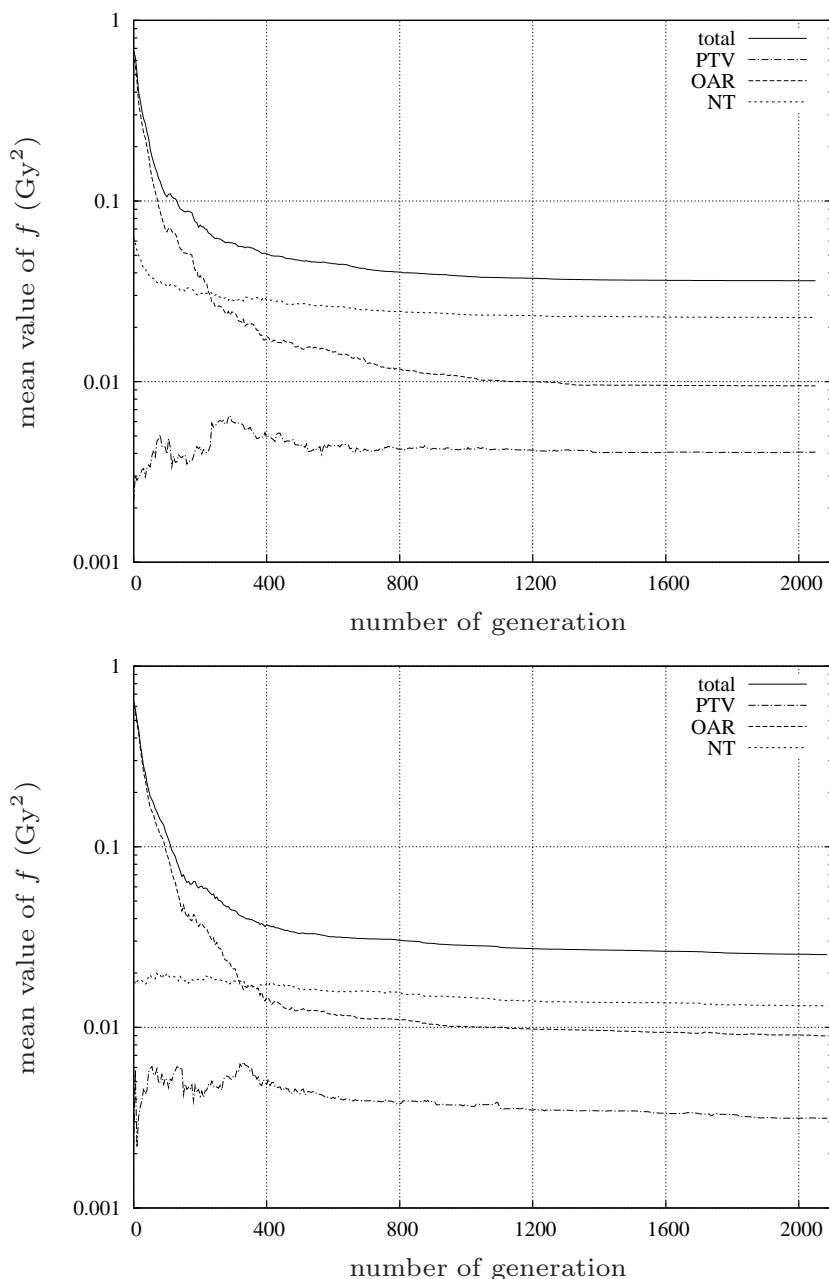 1
0.1
0.01
0.001
mean value of f (Gy²)
total
PTV
OAR
NT
0 400 800 1200 1600 2000
number of generation
1
0.1
0.01
0.001
mean value of f (Gy²)
total
PTV
OAR
NT
0 400 800 1200 1600 2000
number of generation